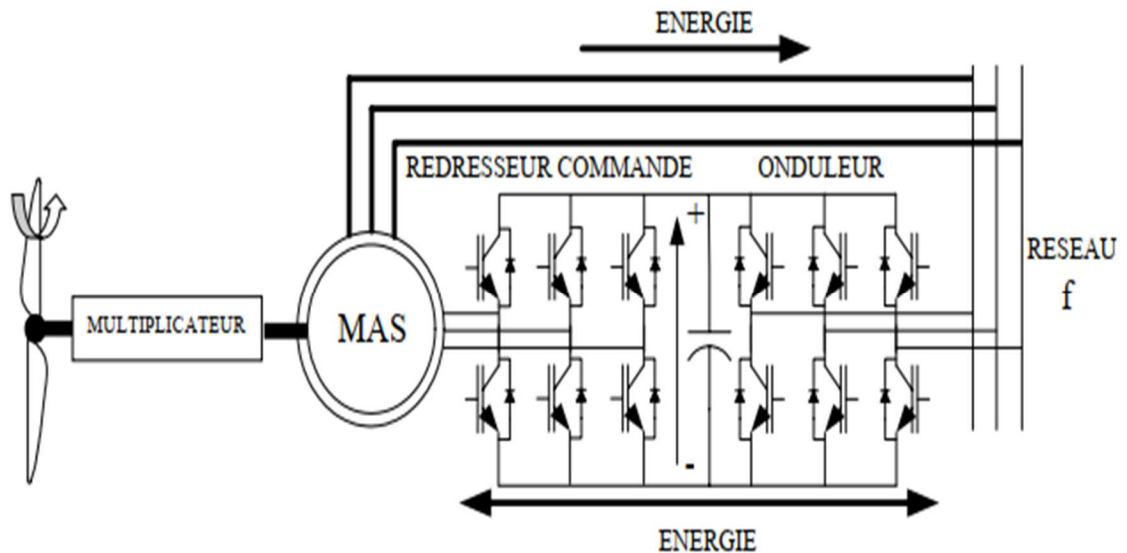 ENERGIE
REDRESSEUR COMMANDE
ONDULEUR
+
RESEAU
f
MULTIPLICATEUR
MAS
-
ENERGIE